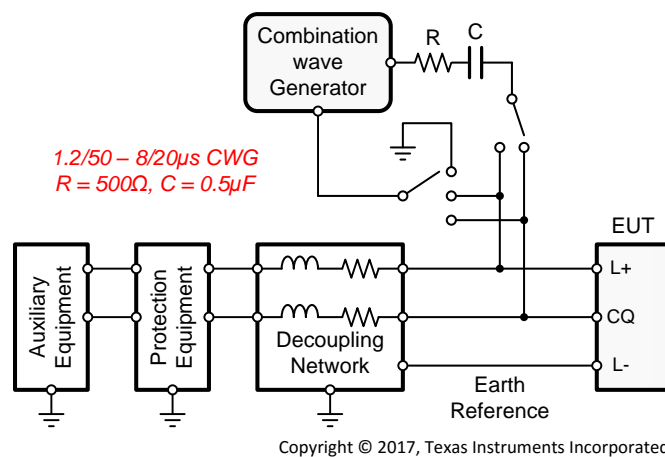 Combination
wave
Generator
R
C
1.2/50 – 8/20µs CWG
R = 500Ω, C = 0.5µF
EUT
Auxiliary
Equipment
Protection
Equipment
Decoupling
Network
L+
CQ
L-
Earth
Reference
Copyright © 2017, Texas Instruments Incorporated